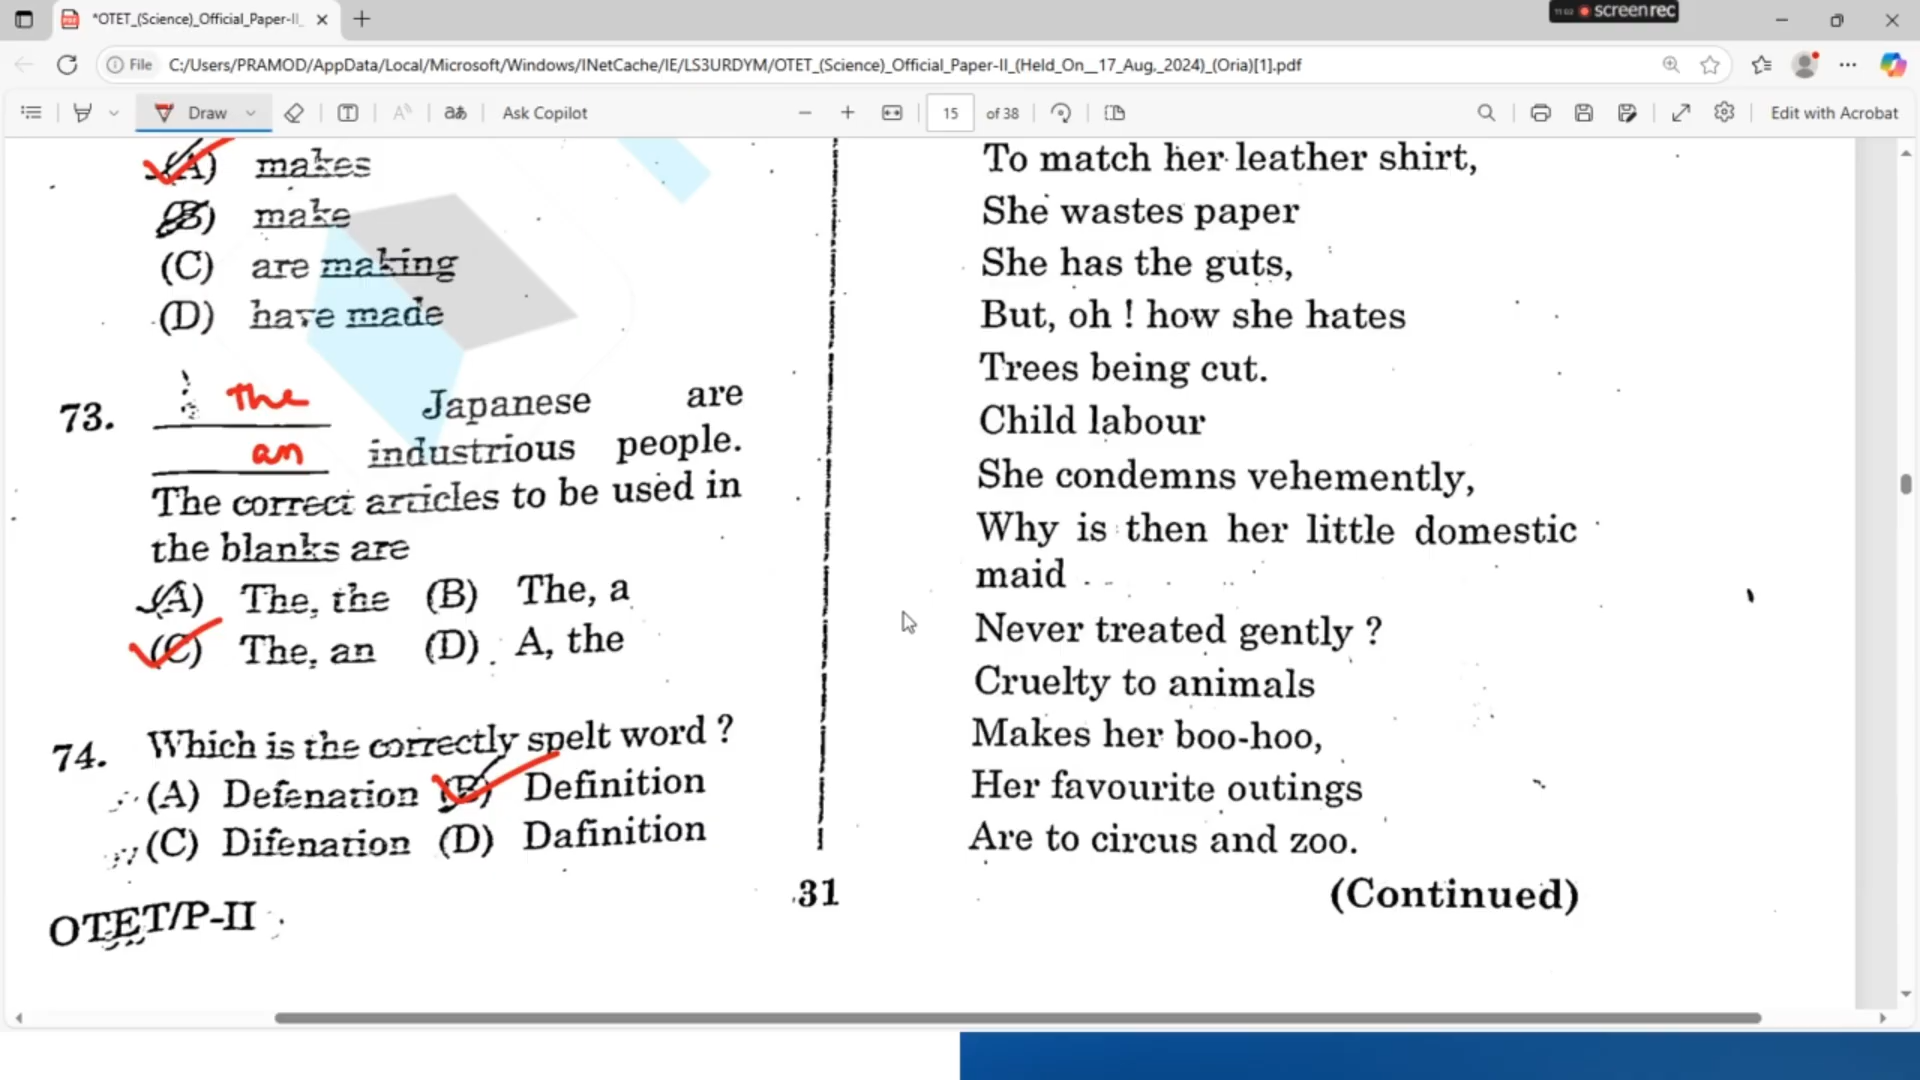 *OTET_(Science)_Official_Paper-II_
screenrec
File
C:/Users/PRAMOD/AppData/Local/Microsoft/Windows/INetCache/IE/LS3URDYM/OTET_(Science)_Official_Paper-II_(Held_On__17_Aug,_2024)_(Oria)[1].pdf
Draw
Ask Copilot
15 of 38
Edit with Acrobat
(A) makes
(B) make
(C) are making
(D) have made
73. the Japanese are
an industrious people.
The correct articles to be used in
the blanks are
(A) The, the (B) The, a
(C) The, an (D) A, the
74. Which is the correctly spelt word ?
(A) Defenation (B) Definition
(C) Difenation (D) Dafinition
OTET/P-II
31
To match her leather shirt,
She wastes paper
She has the guts,
But, oh ! how she hates
Trees being cut.
Child labour
She condemns vehemently,
Why is then her little domestic
maid
Never treated gently ?
Cruelty to animals
Makes her boo-hoo,
Her favourite outings
Are to circus and zoo.
(Continued)